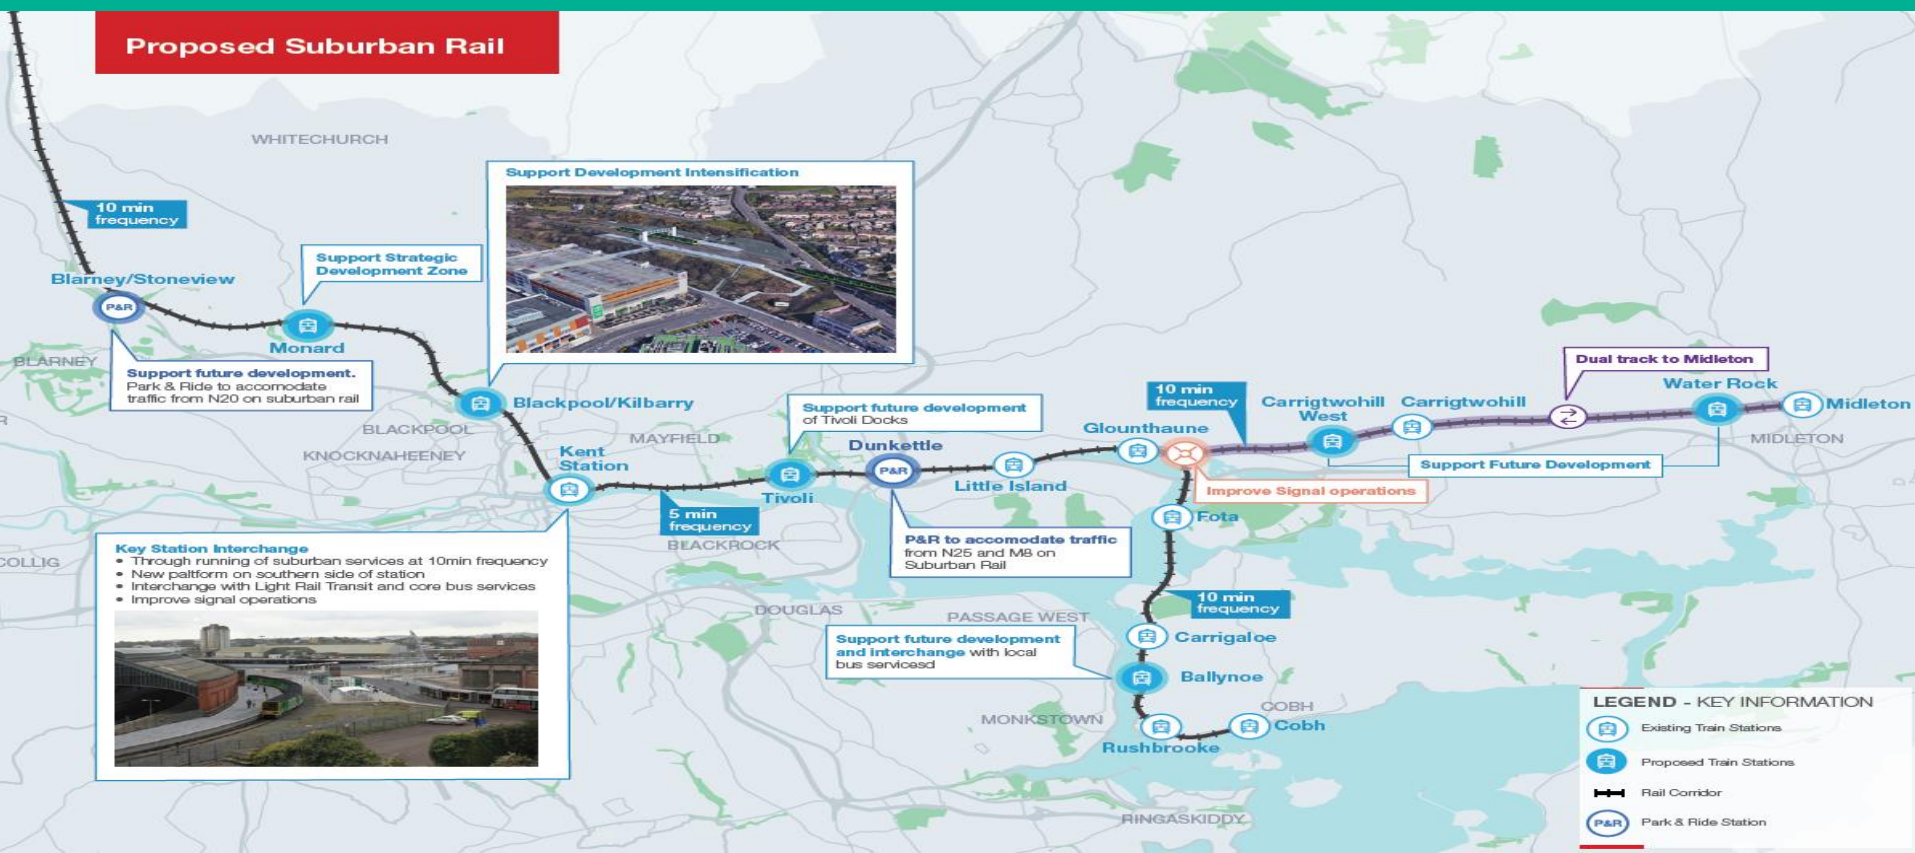 Proposed Suburban Rail
WHITECHURCH
Support Development Intensification
10 min
frequency
Support Strategic
Development Zone
Blarney/Stoneview
P&R
Monard
BLARNEY
Support future development.
Park & Ride to accomodate
traffic from N20 on suburban rail
Blackpool/Kilbarry
BLACKPOOL
KNOCKNAHEENEY
MAYFIELD
Kent
Station
Support future development
of Tivoli Docks
Dunkettle
P&R
Tivoli
Little Island
5 min
frequency
BLACKROCK
Glounthaune
10 min
frequency
Carrigtwohill
West
Carrigtwohill
Dual track to Midleton
Water Rock
Midleton
MIDLETON
Support Future Development
Improve Signal operations
Fota
P&R to accomodate traffic
from N25 and M8 on
Suburban Rail
Key Station Interchange
• Through running of suburban services at 10min frequency
• New paltform on southern side of station
• Interchange with Light Rail Transit and core bus services
• Improve signal operations
COLLIG
DOUGLAS
PASSAGE WEST
10 min
frequency
Support future development
and interchange with local
bus servicesd
Carrigaloe
Ballynoe
MONKSTOWN
COBH
Rushbrooke
Cobh
RINGASKIDDY
LEGEND - KEY INFORMATION
Existing Train Stations
Proposed Train Stations
Rail Corridor
P&R
Park & Ride Station